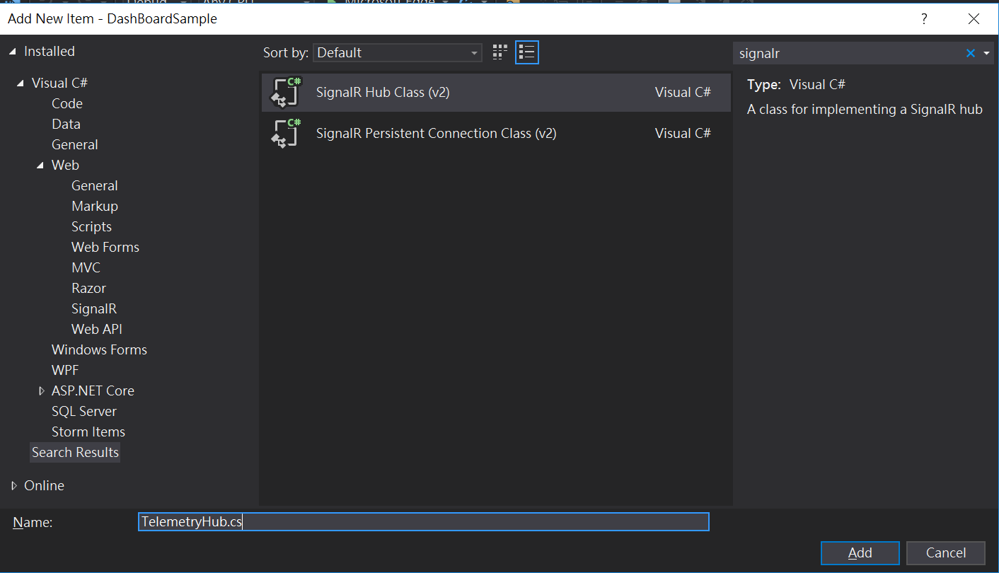 Add New Item - DashBoardSample
?
Installed
Visual C#
Code
Data
General
Web
General
Markup
Scripts
Web Forms
MVC
Razor
SignalR
Web API
Windows Forms
WPF
ASP.NET Core
SQL Server
Storm Items
Search Results
Online
Sort by: Default
C# SignalR Hub Class (v2) Visual C#
C# SignalR Persistent Connection Class (v2) Visual C#
signalr
Type: Visual C#
A class for implementing a SignalR hub
Name: TelemetryHub.cs
Add Cancel